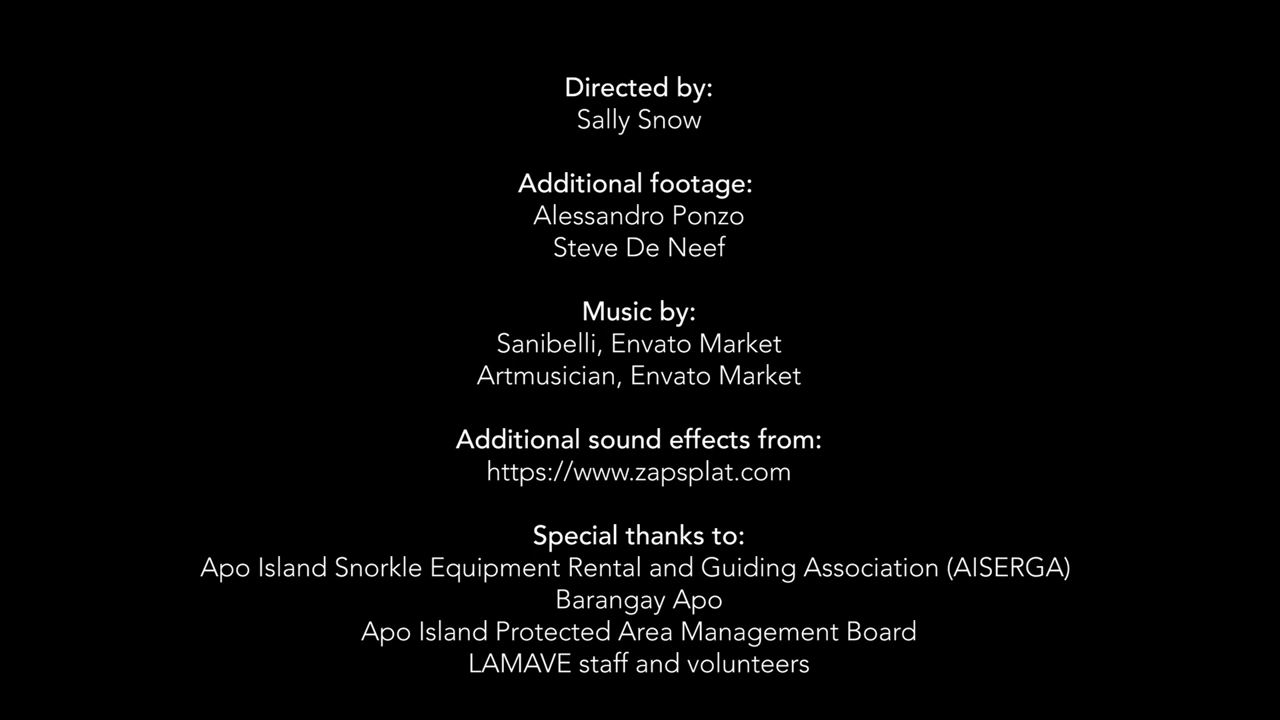 Directed by:
Sally Snow
Additional footage:
Alessandro Ponzo
Steve De Neef
Music by:
Sanibelli, Envato Market
Artmusician, Envato Market
Additional sound effects from:
https://www.zapsplat.com
Special thanks to:
Apo Island Snorkle Equipment Rental and Guiding Association (AISERGA)
Barangay Apo
Apo Island Protected Area Management Board
LAMAVE staff and volunteers